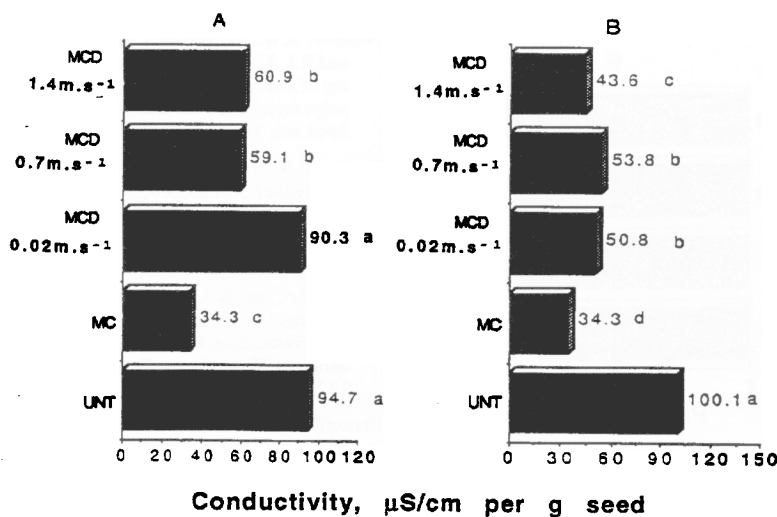 A
MCD
1.4m.s⁻¹
60.9 b
MCD
0.7m.s⁻¹
59.1 b
MCD
0.02m.s⁻¹
90.3 a
MC
34.3 c
UNT
94.7 a
0 20 40 60 80 100 120
B
MCD
1.4m.s⁻¹
43.6 c
MCD
0.7m.s⁻¹
53.8 b
MCD
0.02m.s⁻¹
50.8 b
MC
34.3 d
UNT
100.1 a
0 30 60 90 120 150
Conductivity, µS/cm per g seed